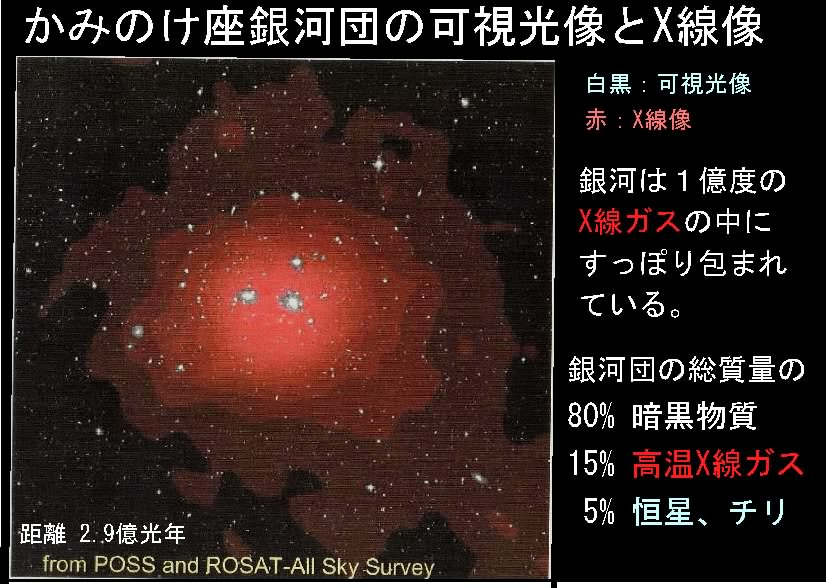 かみのけ座銀河団の可視光像とX線像
白黒：可視光像
赤：X線像
銀河は１億度の
X線ガスの中に
すっぽり包まれ
ている。
銀河団の総質量の
80% 暗黒物質
15% 高温X線ガス
5% 恒星、チリ
距離 2.9億光年
from POSS and ROSAT-All Sky Survey